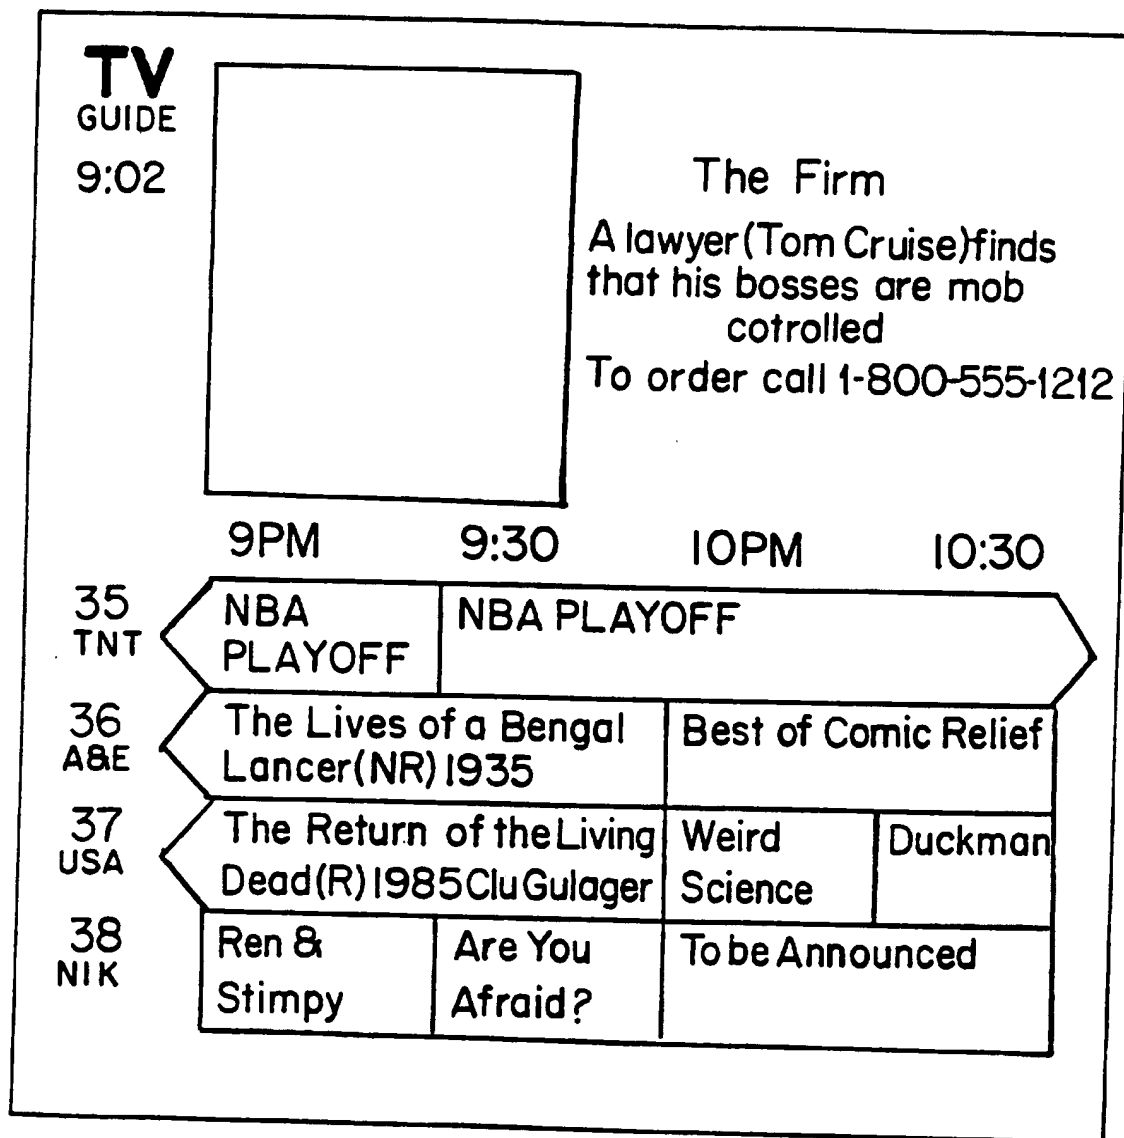 TV
GUIDE
9:02
The Firm
A lawyer (Tom Cruise) finds
that his bosses are mob
cotrolled
To order call 1-800-555-1212
9PM 9:30 10PM 10:30
35
TNT
NBA
PLAYOFF
NBA PLAYOFF
36
A&E
The Lives of a Bengal
Lancer (NR) 1935
Best of Comic Relief
37
USA
The Return of the Living
Dead (R) 1985 Clu Gulager
Weird
Science
Duckman
38
NIK
Ren &
Stimpy
Are You
Afraid?
To be Announced